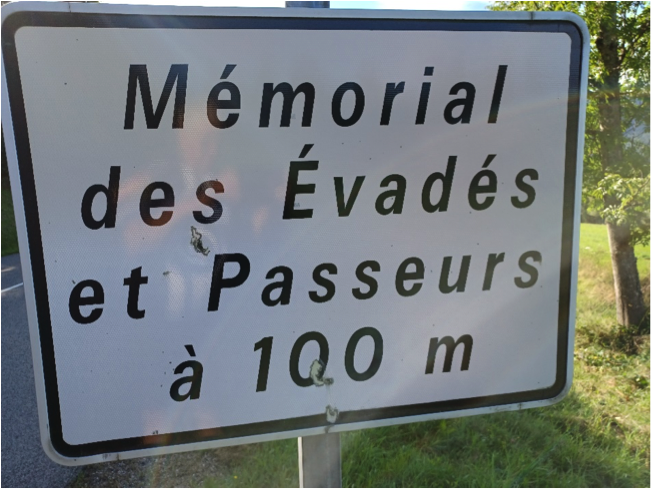 Mémorial
des Évadés
et Passeurs
à 100 m